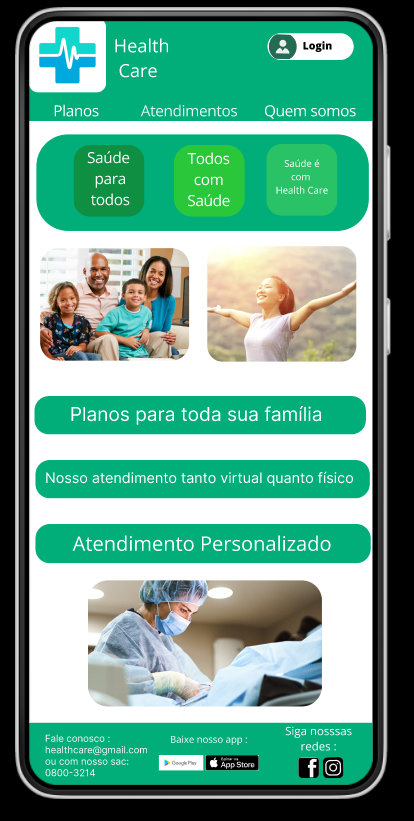 Health
Care
Login
Planos
Atendimentos
Quem somos
Saúde
para
todos
Todos
com
Saúde
Saúde é
com
Health Care
Planos para toda sua família
Nosso atendimento tanto virtual quanto físico
Atendimento Personalizado
Fale conosco :
healthcare@gmail.com
ou com nosso sac:
0800-3214
Baixe nosso app :
Google Play
App Store
Siga nosssas
redes :